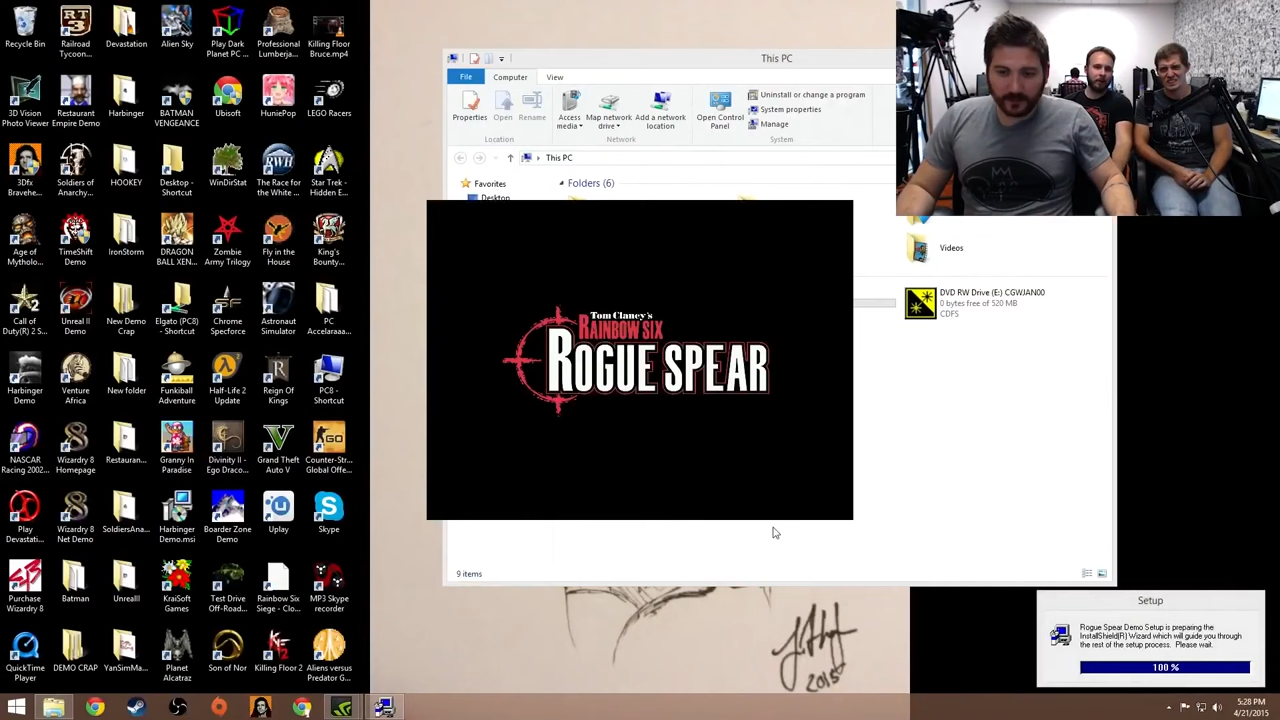 Recycle Bin
Railroad
Tycoon...
Devastation
Alien Sky
Play Dark
Planet PC ...
Professional
Lumberja...
Killing Floor
Bruce.mp4
3D Vision
Photo Viewer
Restaurant
Empire Demo
Harbinger
BATMAN
VENGEANCE
Ubisoft
HuniePop
LEGO Racers
3Dfx
Bravehe...
Soldiers of
Anarchy...
HOOKEY
Desktop -
Shortcut
WinDirStat
The Race for
the White ...
Star Trek -
Hidden E...
Age of
Mytholo...
TimeShift
Demo
IronStorm
DRAGON
BALL XEN...
Zombie
Army Trilogy
Fly in the
House
King's
Bounty...
Call of
Duty(R) 2 S...
Unreal II
Demo
New Demo
Crap
Elgato (PC8)
- Shortcut
Chrome
Specforce
Astronaut
Simulator
PC
Accelaraaa...
Harbinger
Demo
Venture
Africa
New folder
Funkiball
Adventure
Half-Life 2
Update
Reign Of
Kings
PC8 -
Shortcut
NASCAR
Racing 2002...
Wizardry 8
Homepage
Restauran...
Granny In
Paradise
Divinity II -
Ego Draco...
Grand Theft
Auto V
Counter-Str...
Global Offe...
Play
Devastati...
Wizardry 8
Net Demo
SoldiersAna...
Harbinger
Demo.msi
Boarder Zone
Demo
Uplay
Skype
Purchase
Wizardry 8
Batman
UnrealII
KraiSoft
Games
Test Drive
Off-Road...
Rainbow Six
Siege - Clo...
MP3 Skype
recorder
QuickTime
Player
DEMO CRAP
YanSimMa...
Planet
Alcatraz
Son of Nor
Killing Floor 2
Aliens versus
Predator G...
This PC
File
Computer
View
Properties
Open
Rename
Access
media
Map network
drive
Add a network
location
Open Control
Panel
Uninstall or change a program
System properties
Manage
Location
Network
System
This PC
Favorites
Desktop
Folders (6)
Videos
DVD RW Drive (E:) CGWJAN00
0 bytes free of 520 MB
CDFS
Tom Clancy's
RAINBOW SIX
ROGUE SPEAR
9 items
2015
Setup
Rogue Spear Demo Setup is preparing the
InstallShield(R) Wizard which will guide you through
the rest of the setup process. Please wait.
100 %
5:28 PM
4/21/2015